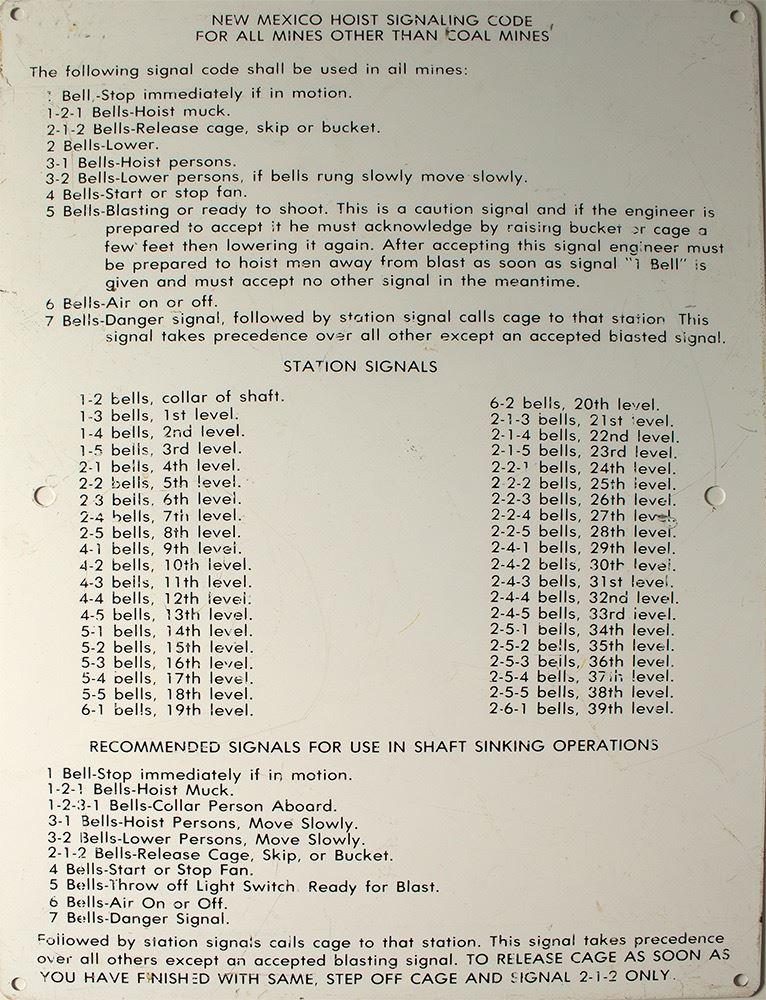 NEW MEXICO HOIST SIGNALING CODE
FOR ALL MINES OTHER THAN COAL MINES
The following signal code shall be used in all mines:
1 Bell,-Stop immediately if in motion.
1-2-1 Bells-Hoist muck.
2-1-2 Bells-Release cage, skip or bucket.
2 Bells-Lower.
3-1 Bells-Hoist persons.
3-2 Bells-Lower persons, if bells rung slowly move slowly.
4 Bells-Start or stop fan.
5 Bells-Blasting or ready to shoot. This is a caution signal and if the engineer is
prepared to accept it he must acknowledge by raising bucket or cage a
few feet then lowering it again. After accepting this signal engineer must
be prepared to hoist men away from blast as soon as signal "1 Bell" is
given and must accept no other signal in the meantime.
6 Bells-Air on or off.
7 Bells-Danger signal, followed by station signal calls cage to that station This
signal takes precedence over all other except an accepted blasted signal.
STATION SIGNALS
1-2 bells, collar of shaft.
1-3 bells, 1st level.
1-4 bells, 2nd level.
1-5 bells, 3rd level.
2-1 bells, 4th level.
2-2 bells, 5th level.
2-3 bells, 6th level.
2-4 bells, 7th level.
2-5 bells, 8th level.
4-1 bells, 9th level.
4-2 bells, 10th level.
4-3 bells, 11th level.
4-4 bells, 12th level.
4-5 bells, 13th level.
5-1 bells, 14th level.
5-2 bells, 15th level.
5-3 bells, 16th level.
5-4 bells, 17th level.
5-5 bells, 18th level.
6-1 bells, 19th level.
6-2 bells, 20th level.
2-1-3 bells, 21st level.
2-1-4 bells, 22nd level.
2-1-5 bells, 23rd level.
2-2-1 bells, 24th level.
2-2-2 bells, 25th level.
2-2-3 bells, 26th level.
2-2-4 bells, 27th level.
2-2-5 bells, 28th level.
2-4-1 bells, 29th level.
2-4-2 bells, 30th level.
2-4-3 bells, 31st level.
2-4-4 bells, 32nd level.
2-4-5 bells, 33rd level.
2-5-1 bells, 34th level.
2-5-2 bells, 35th level.
2-5-3 bells, 36th level.
2-5-4 bells, 37th level.
2-5-5 bells, 38th level.
2-6-1 bells, 39th level.
RECOMMENDED SIGNALS FOR USE IN SHAFT SINKING OPERATIONS
1 Bell-Stop immediately if in motion.
1-2-1 Bells-Hoist Muck.
1-2-3-1 Bells-Collar Person Aboard.
3-1 Bells-Hoist Persons, Move Slowly.
3-2 Bells-Lower Persons, Move Slowly.
2-1-2 Bells-Release Cage, Skip, or Bucket.
4 Bells-Start or Stop Fan.
5 Bells-Throw off Light Switch Ready for Blast.
6 Bells-Air On or Off.
7 Bells-Danger Signal.
Followed by station signals calls cage to that station. This signal takes precedence
over all others except an accepted blasting signal. TO RELEASE CAGE AS SOON AS
YOU HAVE FINISHED WITH SAME, STEP OFF CAGE AND SIGNAL 2-1-2 ONLY.